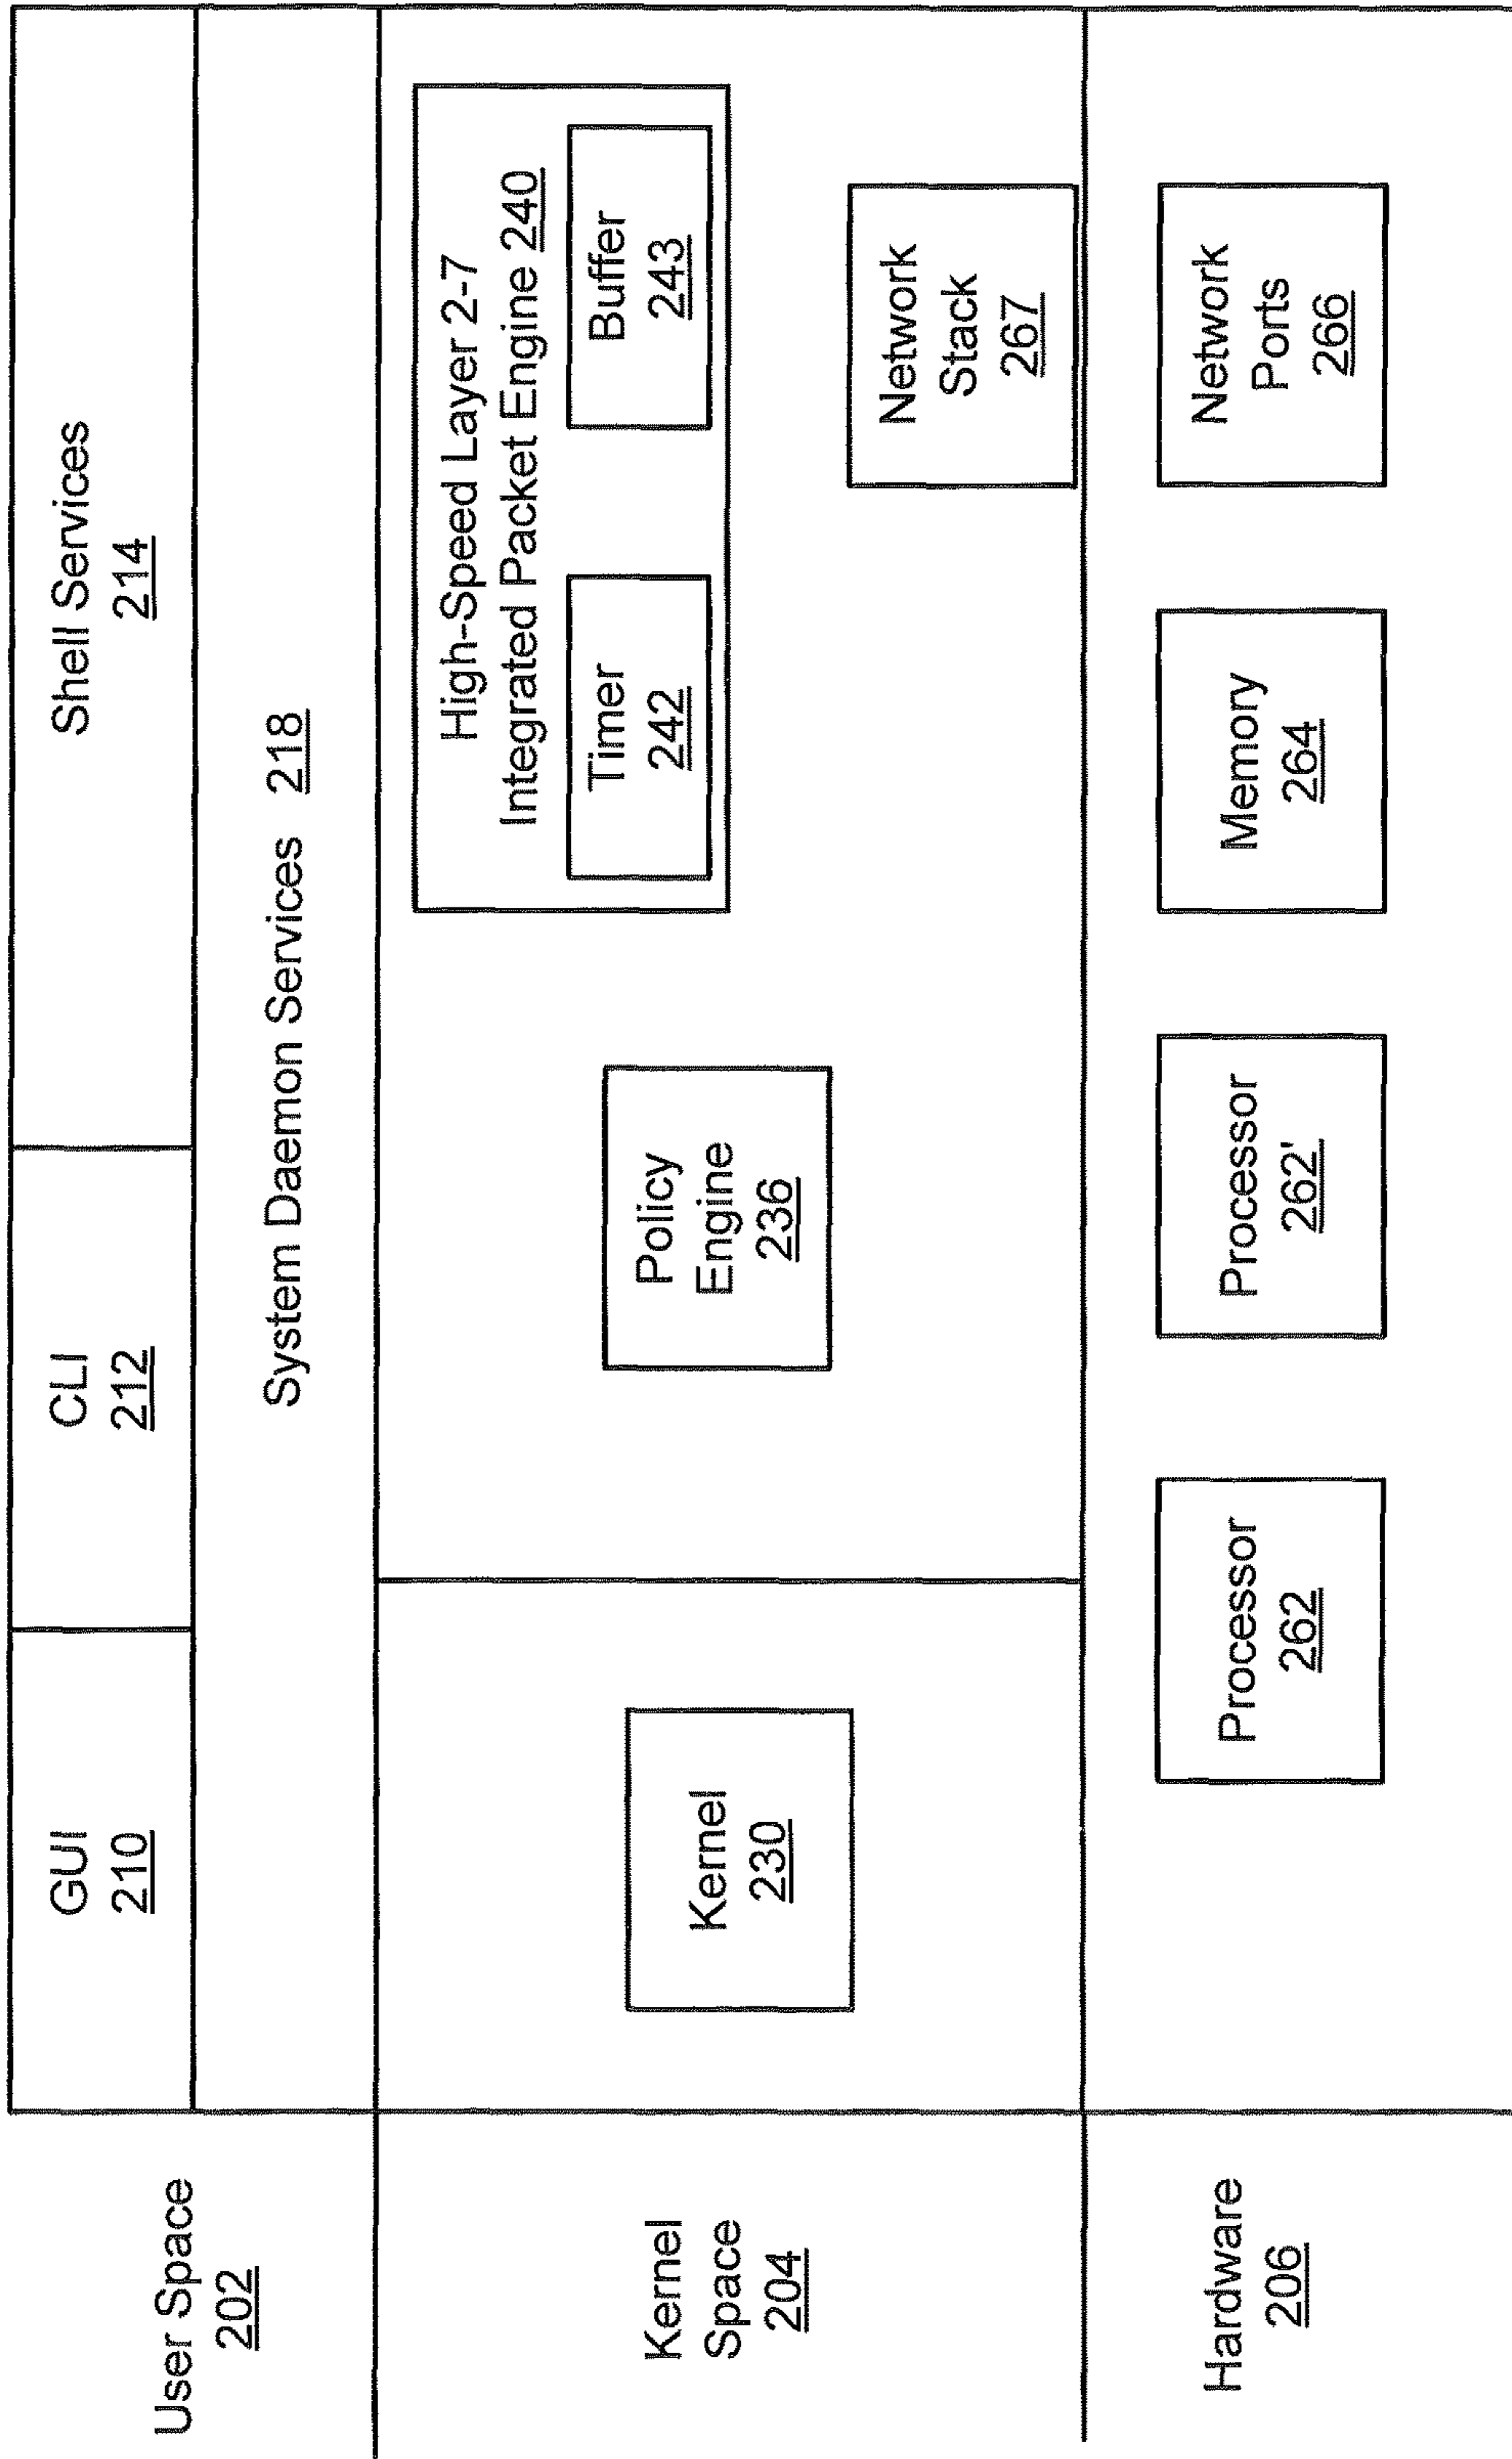 User Space
202
GUI
210
CLI
212
Shell Services
214
System Daemon Services 218
Kernel
Space
204
Kernel
230
Policy
Engine
236
High-Speed Layer 2-7
Integrated Packet Engine 240
Timer
242
Buffer
243
Network
Stack
267
Hardware
206
Processor
262
Processor
262'
Memory
264
Network
Ports
266